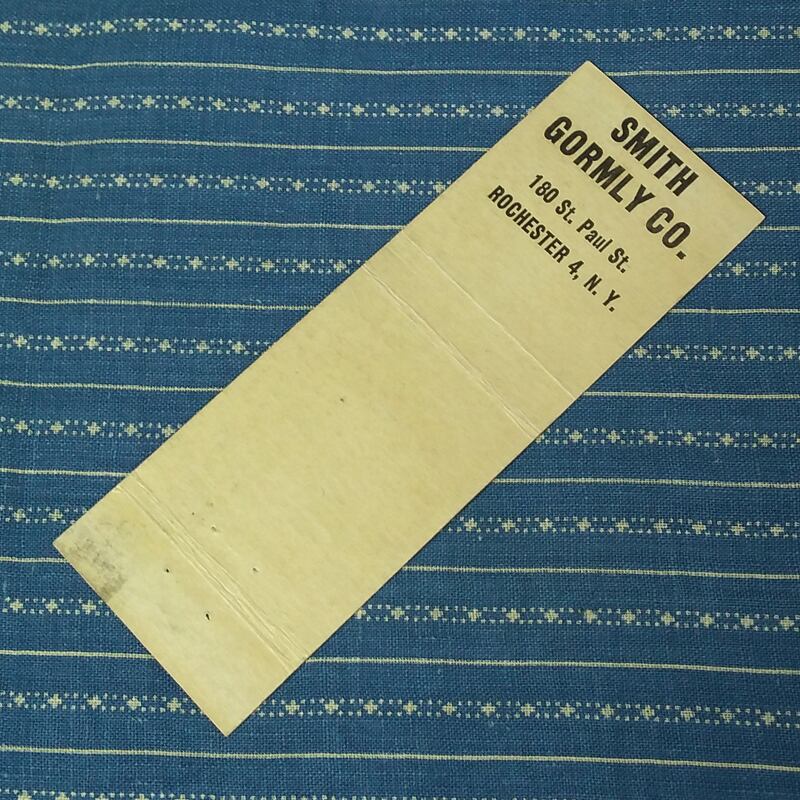 SMITH
GORMLY CO.
180 St. Paul St.
ROCHESTER 4, N. Y.